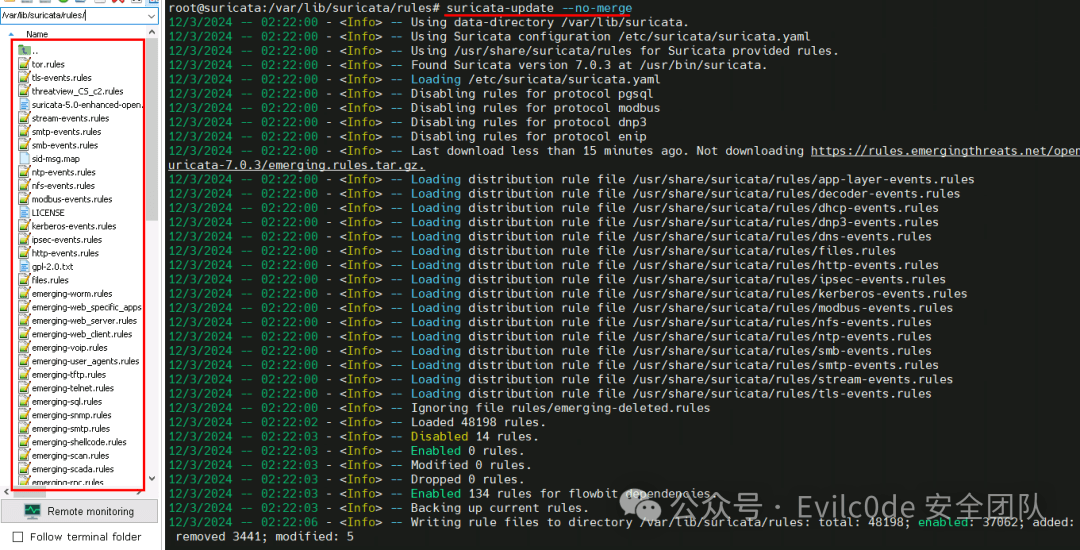 /var/lib/suricata/rules/
Name
..
tor.rules
tls-events.rules
threatview_CS_c2.rules
suricata-5.0-enhanced-open.
stream-events.rules
smtp-events.rules
smb-events.rules
sid-msg.map
ntp-events.rules
nfs-events.rules
modbus-events.rules
LICENSE
kerberos-events.rules
ipsec-events.rules
http-events.rules
gpl-2.0.txt
files.rules
emerging-worm.rules
emerging-web_specific_apps
emerging-web_server.rules
emerging-web_client.rules
emerging-voip.rules
emerging-user_agents.rules
emerging-tftp.rules
emerging-telnet.rules
emerging-sql.rules
emerging-snmp.rules
emerging-smtp.rules
emerging-shellcode.rules
emerging-scan.rules
emerging-scada.rules
emerging-rpc.rules
Remote monitoring
Follow terminal folder
root@suricata:/var/lib/suricata/rules# suricata-update --no-merge
12/3/2024 -- 02:22:00 - <Info> -- Using data-directory /var/lib/suricata.
12/3/2024 -- 02:22:00 - <Info> -- Using Suricata configuration /etc/suricata/suricata.yaml
12/3/2024 -- 02:22:00 - <Info> -- Using /usr/share/suricata/rules for Suricata provided rules.
12/3/2024 -- 02:22:00 - <Info> -- Found Suricata version 7.0.3 at /usr/bin/suricata.
12/3/2024 -- 02:22:00 - <Info> -- Loading /etc/suricata/suricata.yaml
12/3/2024 -- 02:22:00 - <Info> -- Disabling rules for protocol pgsql
12/3/2024 -- 02:22:00 - <Info> -- Disabling rules for protocol modbus
12/3/2024 -- 02:22:00 - <Info> -- Disabling rules for protocol dnp3
12/3/2024 -- 02:22:00 - <Info> -- Disabling rules for protocol enip
12/3/2024 -- 02:22:00 - <Info> -- Last download less than 15 minutes ago. Not downloading https://rules.emergingthreats.net/open
uricata-7.0.3/emerging.rules.tar.gz.
12/3/2024 -- 02:22:00 - <Info> -- Loading distribution rule file /usr/share/suricata/rules/app-layer-events.rules
12/3/2024 -- 02:22:00 - <Info> -- Loading distribution rule file /usr/share/suricata/rules/decoder-events.rules
12/3/2024 -- 02:22:00 - <Info> -- Loading distribution rule file /usr/share/suricata/rules/dhcp-events.rules
12/3/2024 -- 02:22:00 - <Info> -- Loading distribution rule file /usr/share/suricata/rules/dnp3-events.rules
12/3/2024 -- 02:22:00 - <Info> -- Loading distribution rule file /usr/share/suricata/rules/dns-events.rules
12/3/2024 -- 02:22:00 - <Info> -- Loading distribution rule file /usr/share/suricata/rules/files.rules
12/3/2024 -- 02:22:00 - <Info> -- Loading distribution rule file /usr/share/suricata/rules/http-events.rules
12/3/2024 -- 02:22:00 - <Info> -- Loading distribution rule file /usr/share/suricata/rules/ipsec-events.rules
12/3/2024 -- 02:22:00 - <Info> -- Loading distribution rule file /usr/share/suricata/rules/kerberos-events.rules
12/3/2024 -- 02:22:00 - <Info> -- Loading distribution rule file /usr/share/suricata/rules/modbus-events.rules
12/3/2024 -- 02:22:00 - <Info> -- Loading distribution rule file /usr/share/suricata/rules/nfs-events.rules
12/3/2024 -- 02:22:00 - <Info> -- Loading distribution rule file /usr/share/suricata/rules/ntp-events.rules
12/3/2024 -- 02:22:00 - <Info> -- Loading distribution rule file /usr/share/suricata/rules/smb-events.rules
12/3/2024 -- 02:22:00 - <Info> -- Loading distribution rule file /usr/share/suricata/rules/smtp-events.rules
12/3/2024 -- 02:22:00 - <Info> -- Loading distribution rule file /usr/share/suricata/rules/stream-events.rules
12/3/2024 -- 02:22:00 - <Info> -- Loading distribution rule file /usr/share/suricata/rules/tls-events.rules
12/3/2024 -- 02:22:00 - <Info> -- Ignoring file rules/emerging-deleted.rules
12/3/2024 -- 02:22:02 - <Info> -- Loaded 48198 rules.
12/3/2024 -- 02:22:03 - <Info> -- Disabled 14 rules.
12/3/2024 -- 02:22:03 - <Info> -- Enabled 0 rules.
12/3/2024 -- 02:22:03 - <Info> -- Modified 0 rules.
12/3/2024 -- 02:22:03 - <Info> -- Dropped 0 rules.
12/3/2024 -- 02:22:03 - <Info> -- Enabled 134 rules for flowbit dependencies.
12/3/2024 -- 02:22:03 - <Info> -- Backing up current rules.
12/3/2024 -- 02:22:06 - <Info> -- Writing rule files to directory /var/lib/suricata/rules: total: 48198; enabled: 37062; added:
removed 3441; modified: 5
公众号 · Evilc0de 安全团队